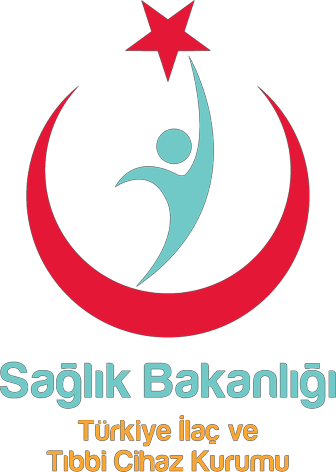 Sağlık Bakanlığı
Türkiye İlaç ve
Tıbbi Cihaz Kurumu